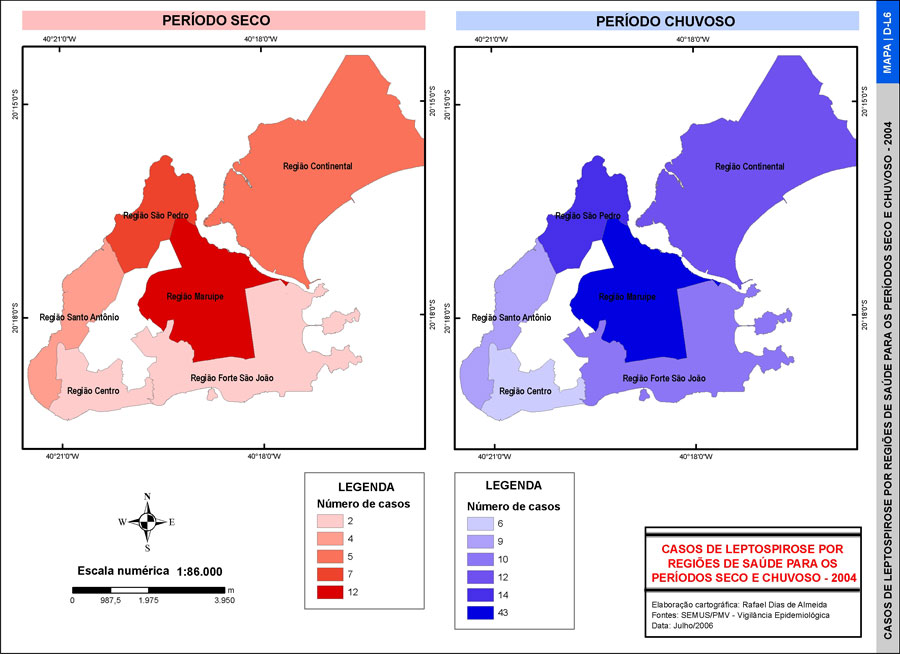 PERÍODO SECO
40°21'0"W
40°18'0"W
20°15'0"S
20°15'0"S
Região Continental
Região São Pedro
Região Maruípe
Região Santo Antônio
20°18'0"S
20°18'0"S
Região Forte São João
Região Centro
40°21'0"W
40°18'0"W
PERÍODO CHUVOSO
40°21'0"W
40°18'0"W
20°15'0"S
Região Continental
Região São Pedro
Região Maruípe
Região Santo Antônio
20°18'0"S
Região Forte São João
Região Centro
40°21'0"W
40°18'0"W
N
W
E
S
Escala numérica 1:86.000
m
0 987,5 1.975 3.950
LEGENDA
Número de casos
2
4
5
7
12
LEGENDA
Número de casos
6
9
10
12
14
43
CASOS DE LEPTOSPIROSE POR
REGIÕES DE SAÚDE PARA OS
PERÍODOS SECO E CHUVOSO - 2004
Elaboração cartográfica: Rafael Dias de Almeida
Fontes: SEMUS/PMV - Vigilância Epidemiológica
Data: Julho/2006
MAPA | D-L6
CASOS DE LEPTOSPIROSE POR REGIÕES DE SAÚDE PARA OS PERÍODOS SECO E CHUVOSO - 2004